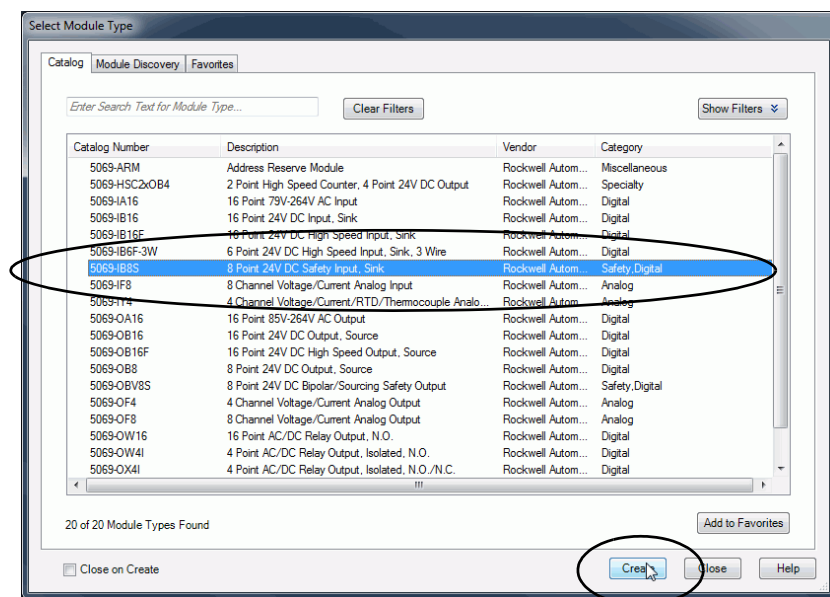 Select Module Type
Catalog Module Discovery Favorites
Enter Search Text for Module Type... Clear Filters Show Filters
Catalog Number Description Vendor Category
5069-ARM Address Reserve Module Rockwell Autom... Miscellaneous
5069-HSC2xOB4 2 Point High Speed Counter, 4 Point 24V DC Output Rockwell Autom... Specialty
5069-IA16 16 Point 79V-264V AC Input Rockwell Autom... Digital
5069-IB16 16 Point 24V DC Input, Sink Rockwell Autom... Digital
5069-IB16F 16 Point 24V DC High Speed Input, Sink Rockwell Autom... Digital
5069-IB6F-3W 6 Point 24V DC High Speed Input, Sink, 3 Wire Rockwell Autom... Digital
5069-IB8S 8 Point 24V DC Safety Input, Sink Rockwell Autom... Safety,Digital
5069-IF8 8 Channel Voltage/Current Analog Input Rockwell Autom... Analog
5069-IY4 4 Channel Voltage/Current/RTD/Thermocouple Analo... Rockwell Autom... Analog
5069-OA16 16 Point 85V-264V AC Output Rockwell Autom... Digital
5069-OB16 16 Point 24V DC Output, Source Rockwell Autom... Digital
5069-OB16F 16 Point 24V DC High Speed Output, Source Rockwell Autom... Digital
5069-OB8 8 Point 24V DC Output, Source Rockwell Autom... Digital
5069-OBV8S 8 Point 24V DC Bipolar/Sourcing Safety Output Rockwell Autom... Safety,Digital
5069-OF4 4 Channel Voltage/Current Analog Output Rockwell Autom... Analog
5069-OF8 8 Channel Voltage/Current Analog Output Rockwell Autom... Analog
5069-OW16 16 Point AC/DC Relay Output, N.O. Rockwell Autom... Digital
5069-OW4I 4 Point AC/DC Relay Output, Isolated, N.O. Rockwell Autom... Digital
5069-OX4I 4 Point AC/DC Relay Output, Isolated, N.O./N.C. Rockwell Autom... Digital
20 of 20 Module Types Found Add to Favorites
Close on Create Create Close Help